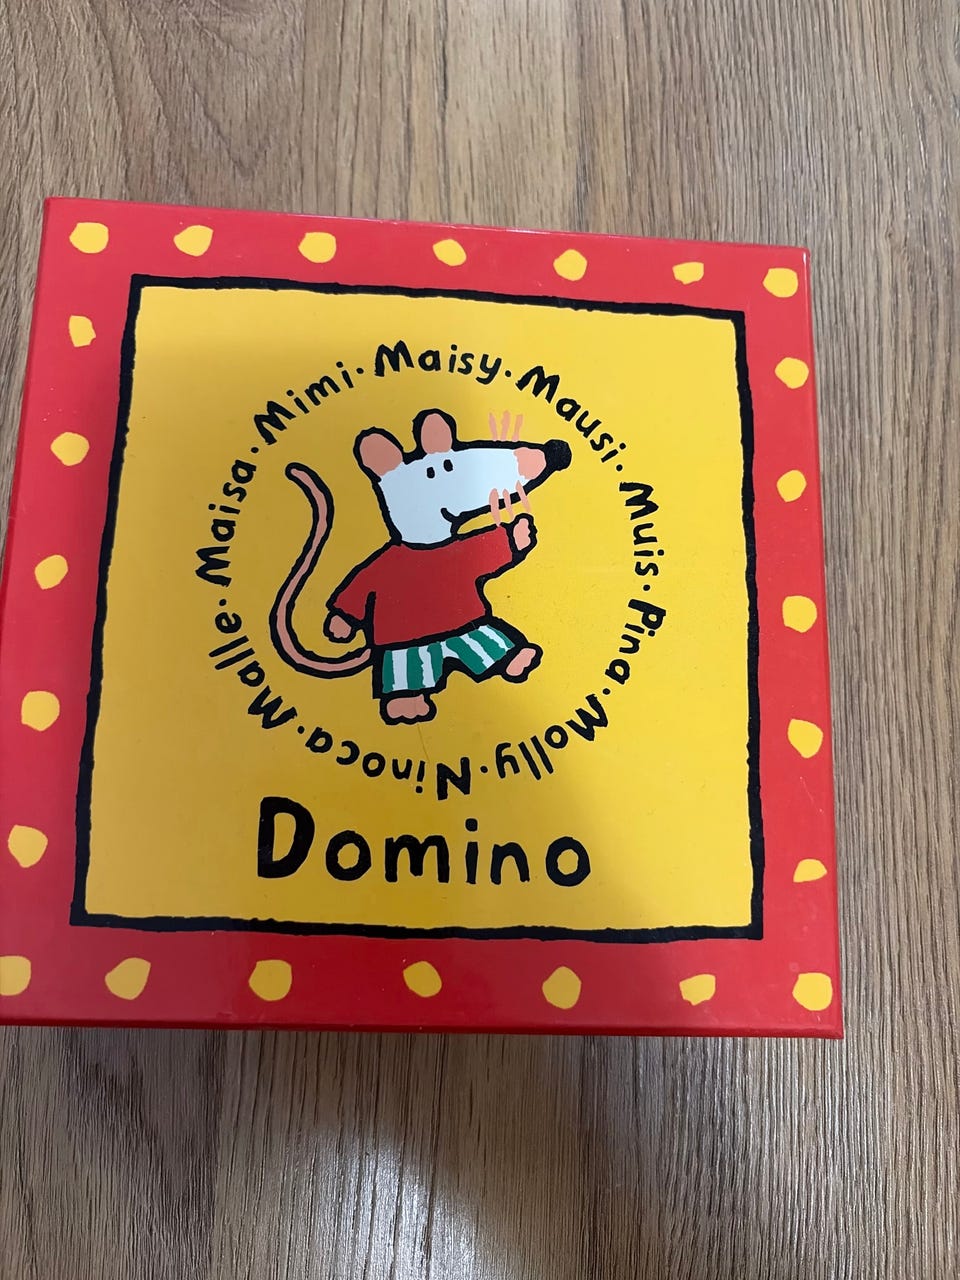 Maisy · Mausi · Muis · Pina · Molly · Ninoca · Malle · Maisa · Mimi ·
Domino